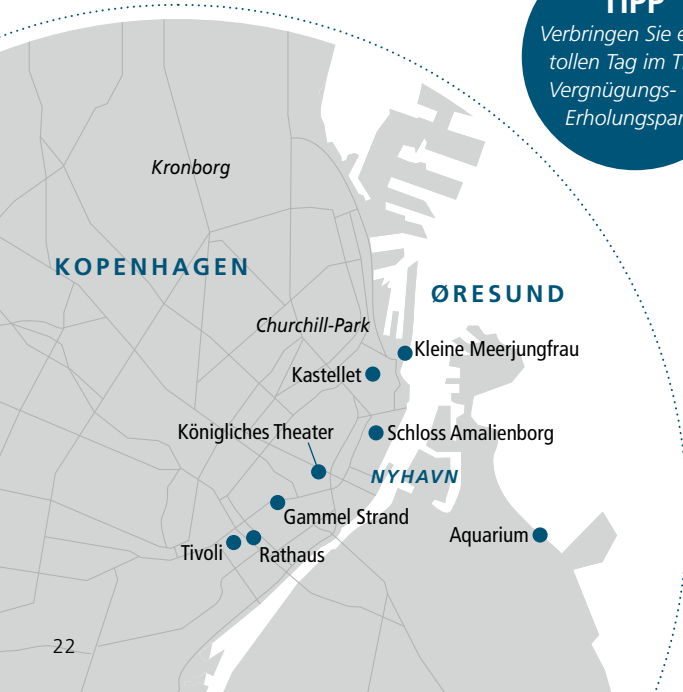 TIPP
Verbringen Sie
tollen Tag im
Vergnügungs-
Kronborg
KOPENHAGEN
ØRESUND
Churchill-Park
Kleine Meerjungfrau
Kastellet
Königliches Theater
Schloss Amalienborg
NYHAVN
Gammel Strand
Aquarium
Tivoli
Rathaus
22